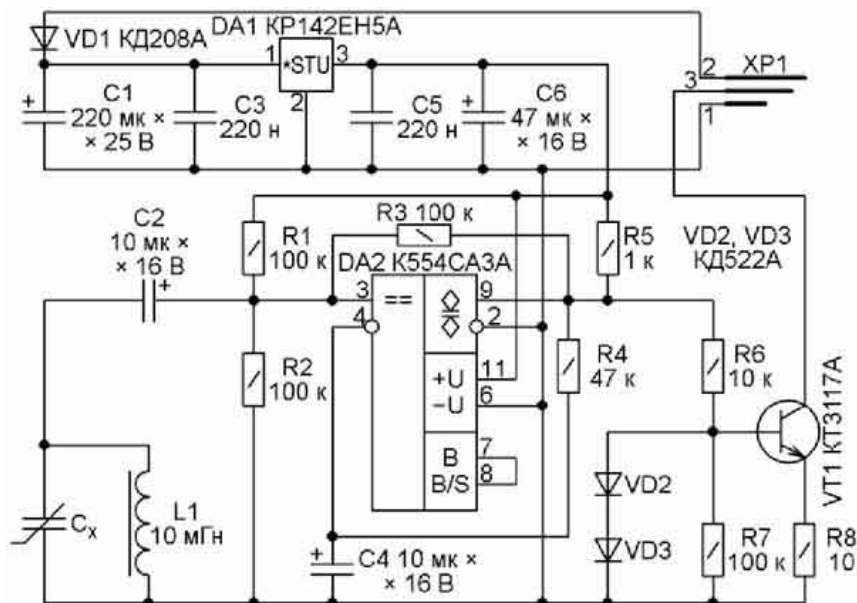 VD1 КД208А
DA1 КР142ЕН5А
1
*STU
3
2
+
C1
220 мк ×
× 25 В
C3
220 н
C5
220 н
+
C6
47 мк ×
× 16 В
2
3
1
XP1
C2
10 мк ×
× 16 В
+
R1
100 к
R3 100 к
R5
1 к
VD2, VD3
КД522А
DA2 К554СА3А
3
==
9
4
2
R2
100 к
11
+U
6
−U
7
B
8
B/S
R4
47 к
R6
10 к
VT1 КТ3117А
VD2
VD3
Cх
L1
10 мГн
+
C4 10 мк ×
× 16 В
R7
100 к
R8
10